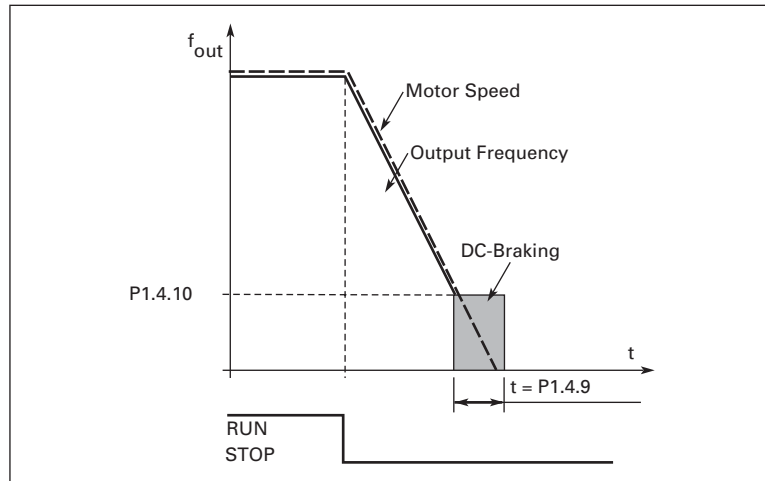 f out
Motor Speed
Output Frequency
DC-Braking
P1.4.10
t
t = P1.4.9
RUN
STOP